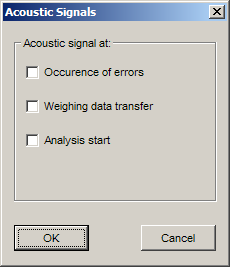 Acoustic Signals
Acoustic signal at:
Occurence of errors
Weighing data transfer
Analysis start
OK
Cancel